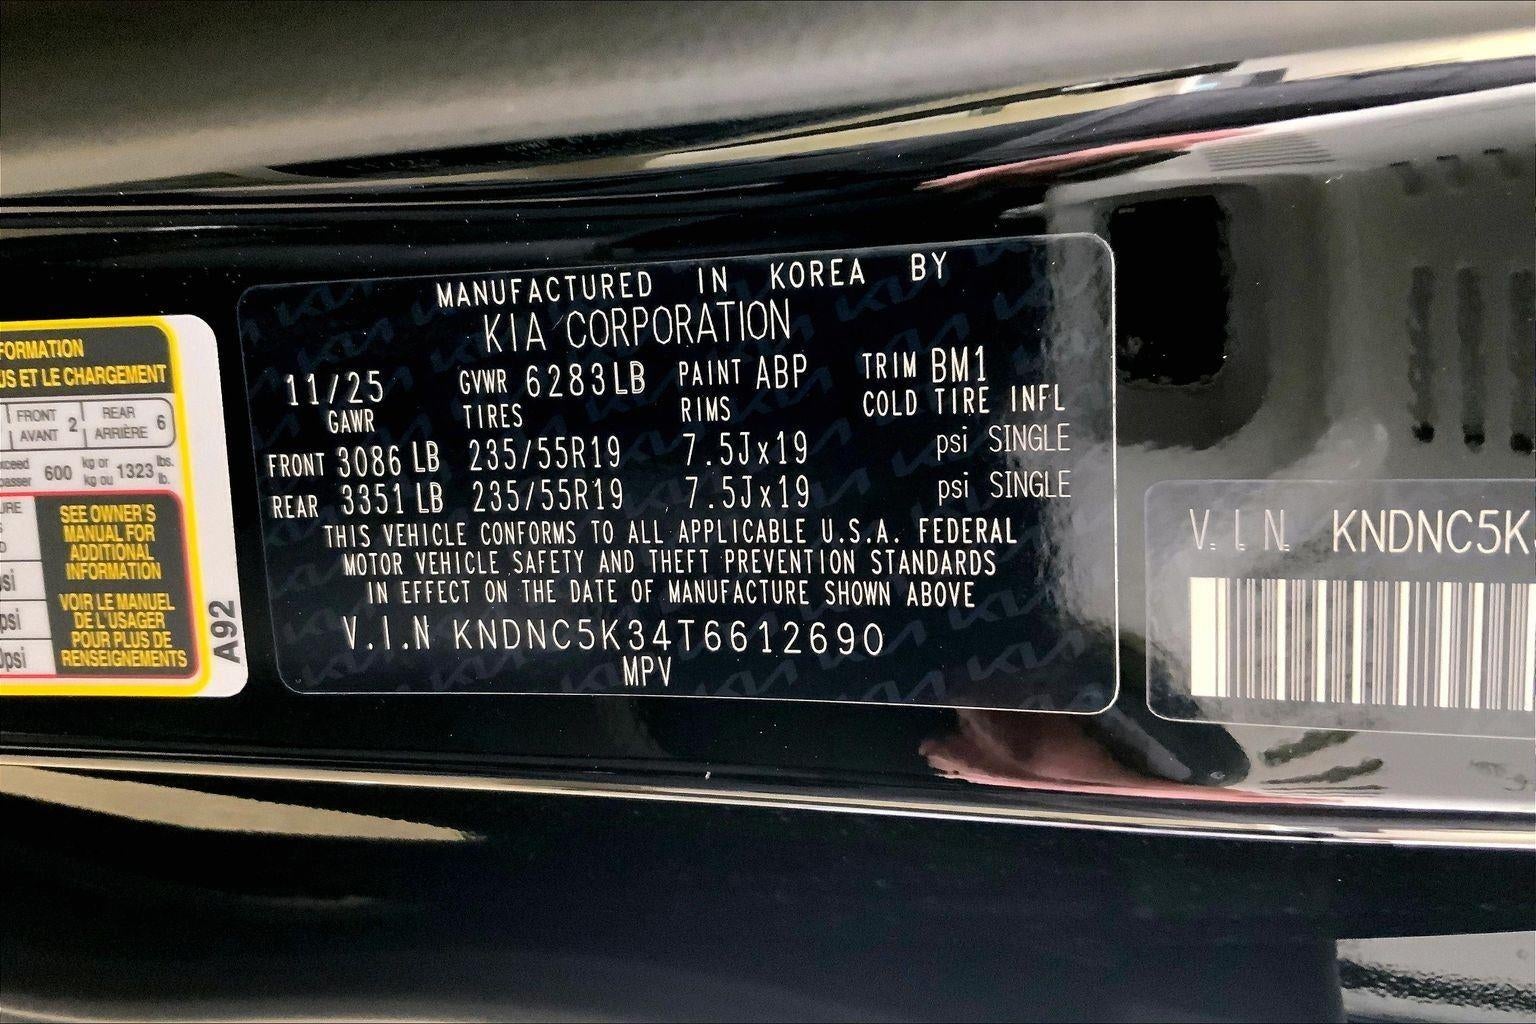 FORMATION
US ET LE CHARGEMENT
FRONT AVANT 2 REAR ARRIÈRE 6
600 kg or kg ou 1323 lbs. lb.
SEE OWNER'S
MANUAL FOR
ADDITIONAL
INFORMATION
VOIR LE MANUEL
DE L'USAGER
POUR PLUS DE
RENSEIGNEMENTS
psi
psi
psi
A92
MANUFACTURED IN KOREA BY
KIA CORPORATION
11/25 GVWR 6283LB PAINT ABP TRIM BM1
GAWR TIRES RIMS COLD TIRE INFL
FRONT 3086 LB 235/55R19 7.5Jx19 psi SINGLE
REAR 3351 LB 235/55R19 7.5Jx19 psi SINGLE
THIS VEHICLE CONFORMS TO ALL APPLICABLE U.S.A. FEDERAL
MOTOR VEHICLE SAFETY AND THEFT PREVENTION STANDARDS
IN EFFECT ON THE DATE OF MANUFACTURE SHOWN ABOVE
V.I.N KNDNC5K34T6612690
MPV
V.I.N. KNDNC5K